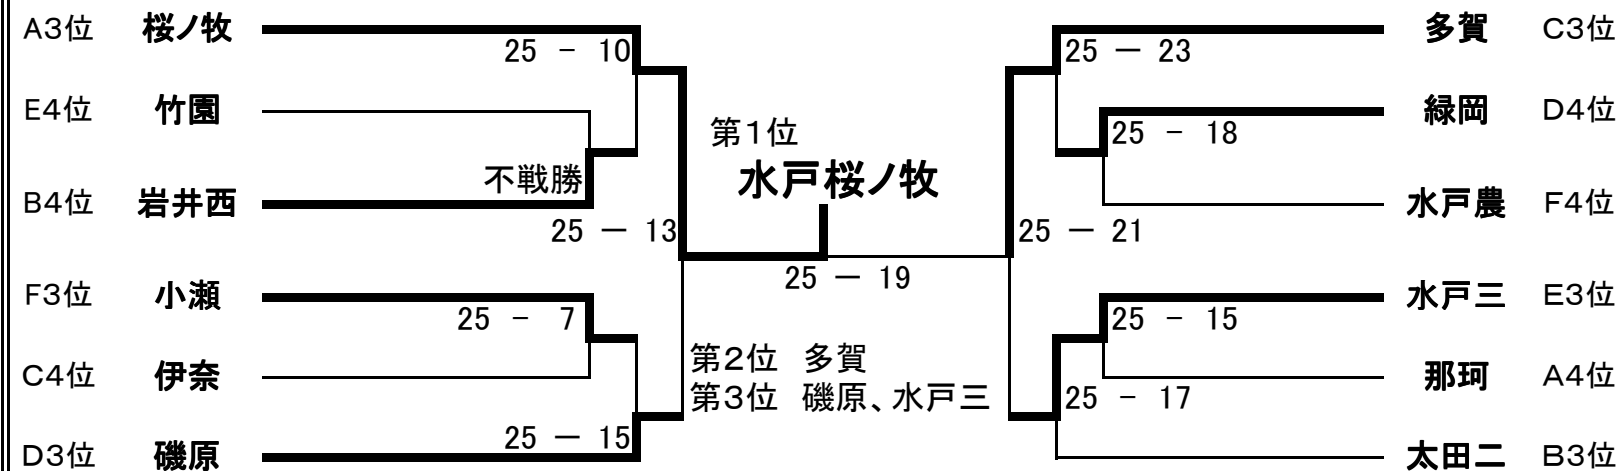 A3位 桜ノ牧
25 - 10
E4位 竹園
不戦勝
B4位 岩井西
25 ー 13
F3位 小瀬
25 - 7
C4位 伊奈
25 ー 15
D3位 磯原
第1位
水戸桜ノ牧
25 ー 19
第2位 多賀
第3位 磯原、水戸三
多賀 C3位
25 ー 23
緑岡 D4位
25 - 18
水戸農 F4位
25 ー 21
水戸三 E3位
25 - 15
那珂 A4位
25 - 17
太田二 B3位